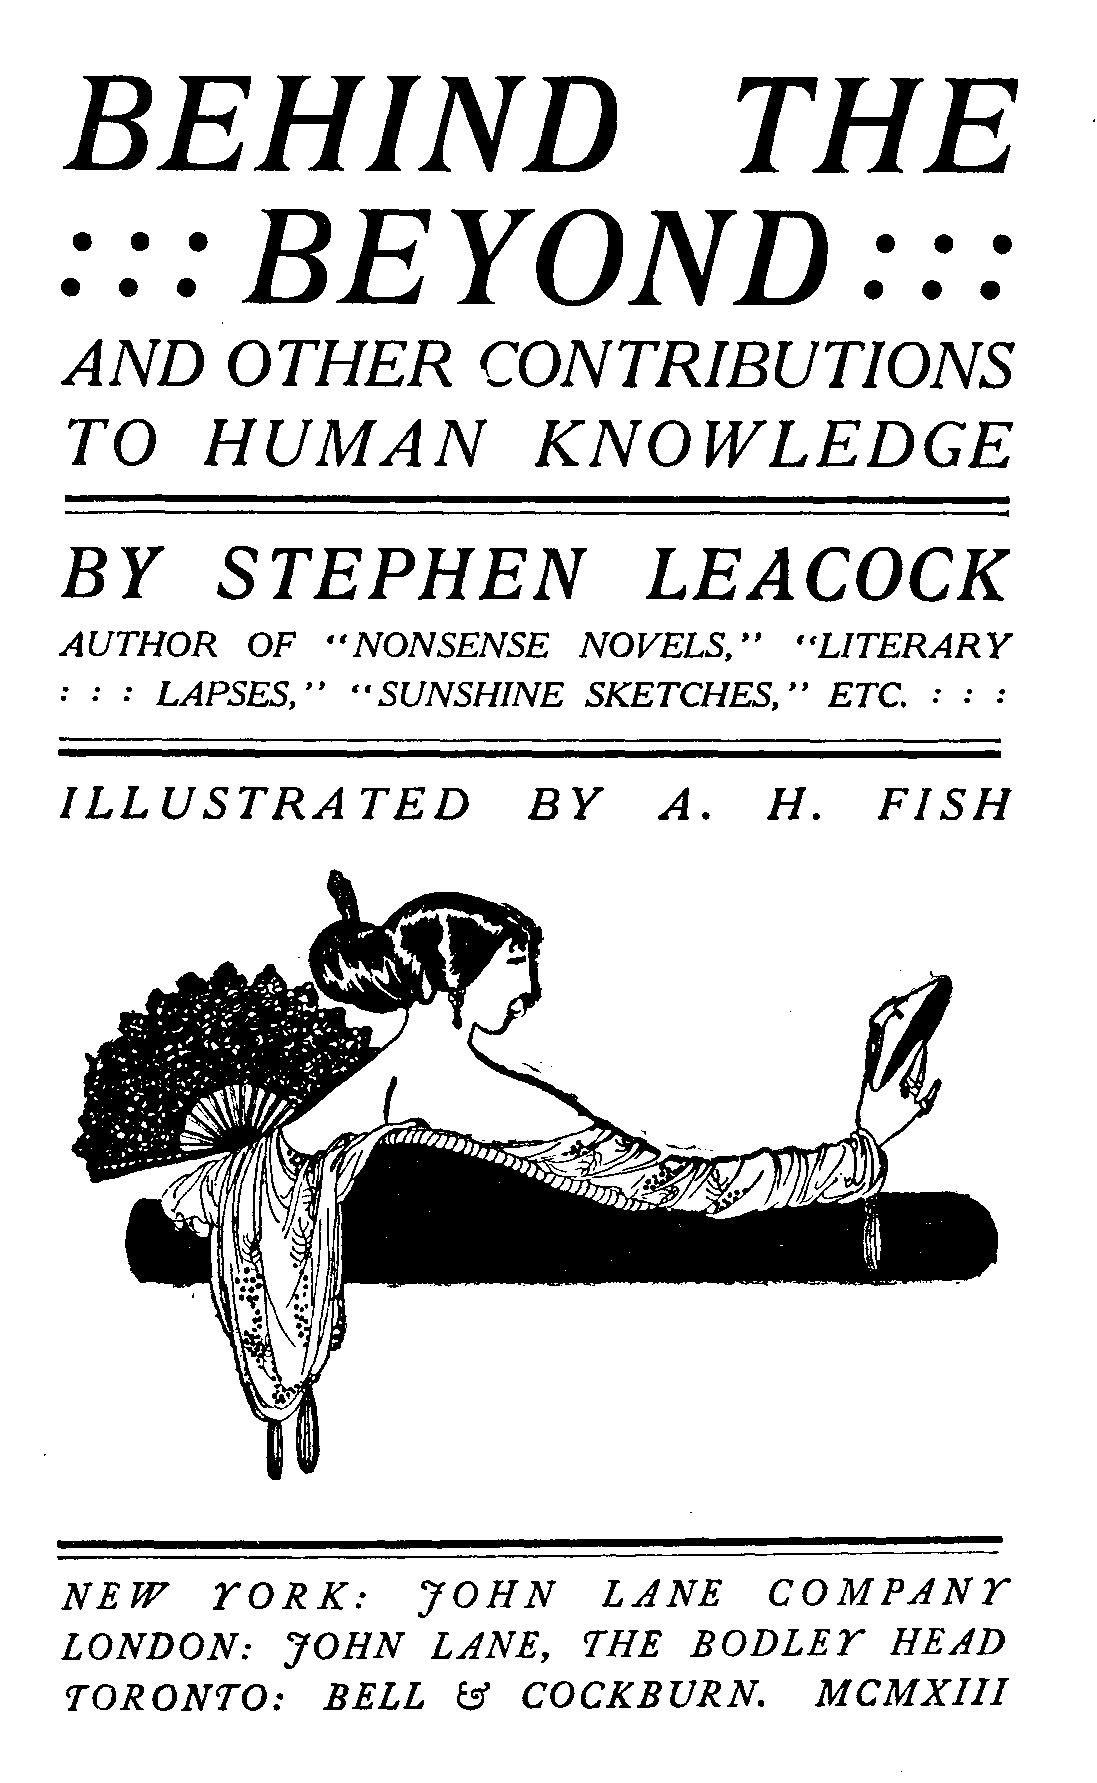 BEHIND THE
::: BEYOND :::
AND OTHER CONTRIBUTIONS
TO HUMAN KNOWLEDGE
BY STEPHEN LEACOCK
AUTHOR OF “NONSENSE NOVELS,” “LITERARY
: : : LAPSES,” “SUNSHINE SKETCHES,” ETC. : : :
ILLUSTRATED BY A. H. FISH
NEW YORK: JOHN LANE COMPANY
LONDON: JOHN LANE, THE BODLEY HEAD
TORONTO: BELL & COCKBURN. MCMXIII